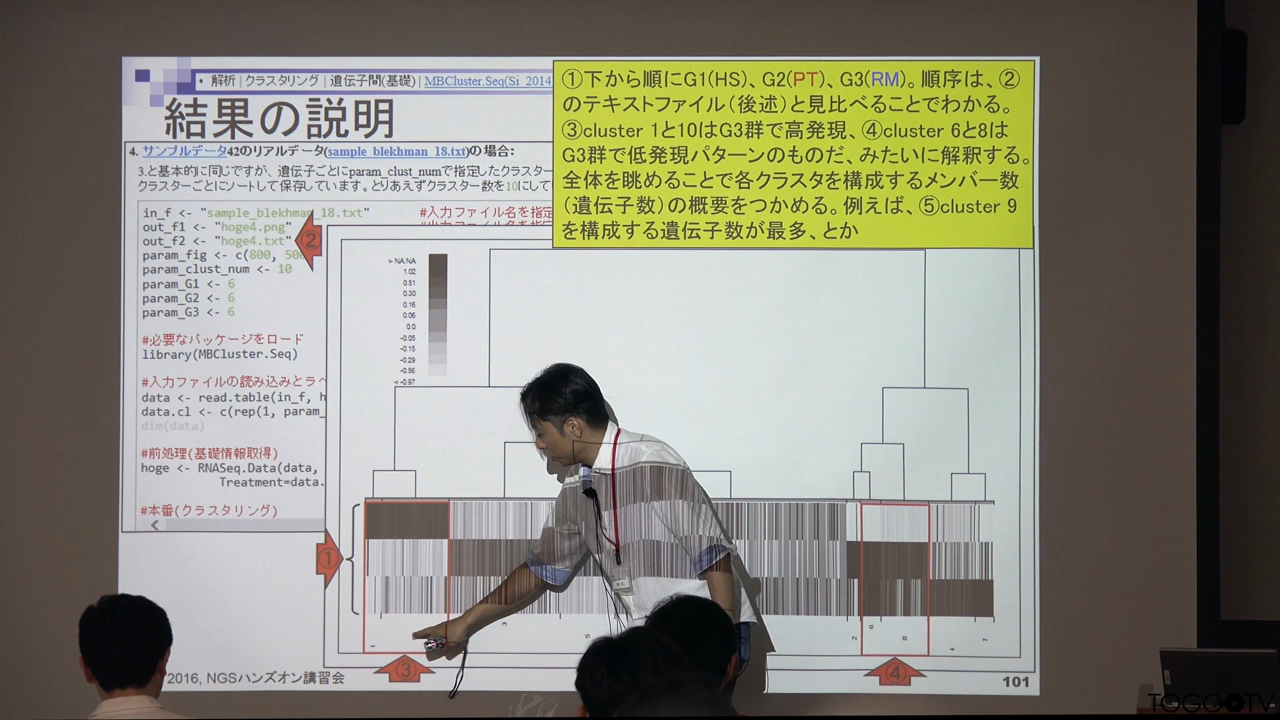 • 解析 | クラスタリング | 遺伝子間(基礎) | MBCluster.Seq(Si_2014
結果の説明
①下から順にG1(HS)、G2(PT)、G3(RM)。順序は、②
のテキストファイル（後述）と見比べることでわかる。
③cluster 1と10はG3群で高発現、④cluster 6と8は
G3群で低発現パターンのものだ、みたいに解釈する。
全体を眺めることで各クラスタを構成するメンバー数
（遺伝子数）の概要をつかめる。例えば、⑤cluster 9
を構成する遺伝子数が最多、とか
4. サンプルデータ42のリアルデータ(sample_blekhman_18.txt)の場合:
3.と基本的に同じですが、遺伝子ごとにparam_clust_numで指定したクラスター
クラスターごとにソートして保存しています。とりあえずクラスター数を10にして
in_f <- "sample_blekhman_18.txt" #入力ファイル名を指定
out_f1 <- "hoge4.png"
out_f2 <- "hoge4.txt"
②
param_fig <- c(800, 500
param_clust_num <- 10
param_G1 <- 6
param_G2 <- 6
param_G3 <- 6
#必要なパッケージをロード
library(MBCluster.Seq)
#入力ファイルの読み込みとラベ
data <- read.table(in_f, h
data.cl <- c(rep(1, param_
dim(data)
#前処理(基礎情報取得)
hoge <- RNASeq.Data(data,
Treatment=data.
#本番(クラスタリング)
> NA NA
1.02
0.51
0.30
0.16
0.06
0.0
-0.05
-0.15
-0.29
-0.56
< -0.97
①
1
3
5
2
6
8
4
7
③
④
2016, NGSハンズオン講習会
101
TOGOTV